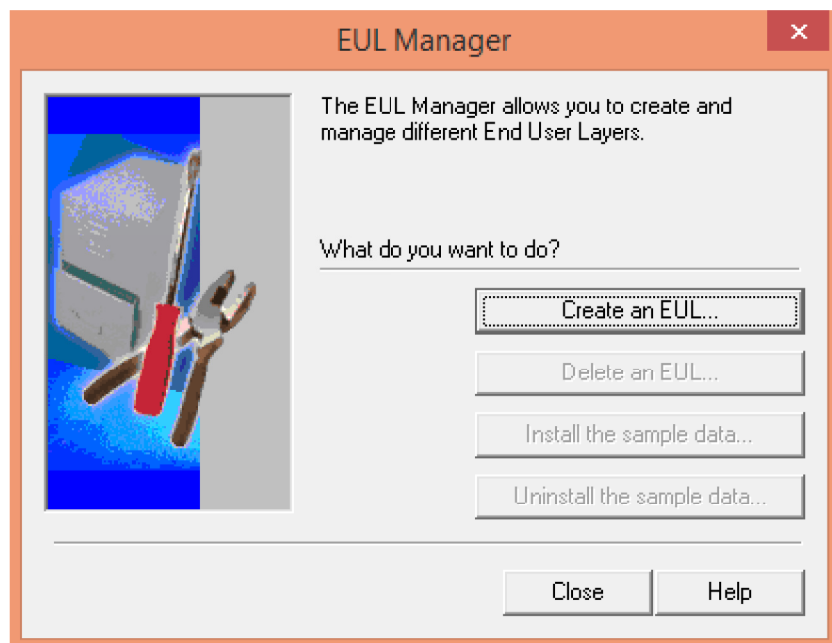 EUL Manager
The EUL Manager allows you to create and
manage different End User Layers.
What do you want to do?
Create an EUL...
Delete an EUL...
Install the sample data...
Uninstall the sample data...
Close
Help